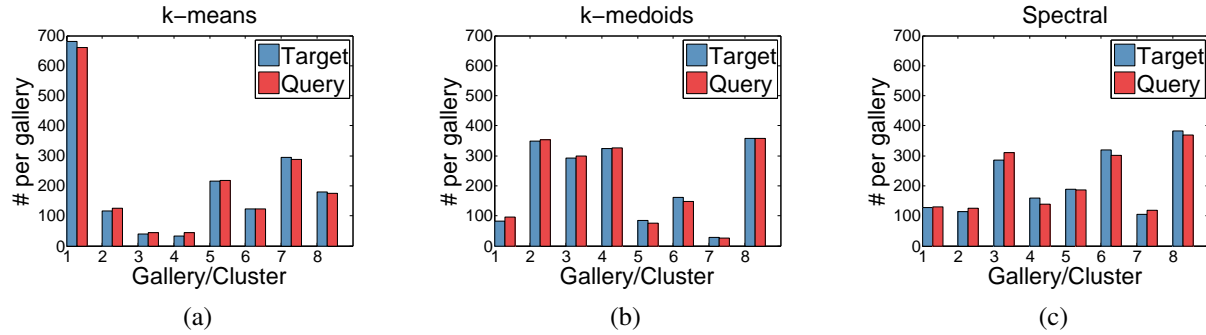 k-means
700
600
500
400
300
200
100
0
# per gallery
Target
Query
1 2 3 4 5 6 7 8
Gallery/Cluster
(a)
k-medoids
700
600
500
400
300
200
100
0
# per gallery
Target
Query
1 2 3 4 5 6 7 8
Gallery/Cluster
(b)
Spectral
700
600
500
400
300
200
100
0
# per gallery
Target
Query
1 2 3 4 5 6 7 8
Gallery/Cluster
(c)